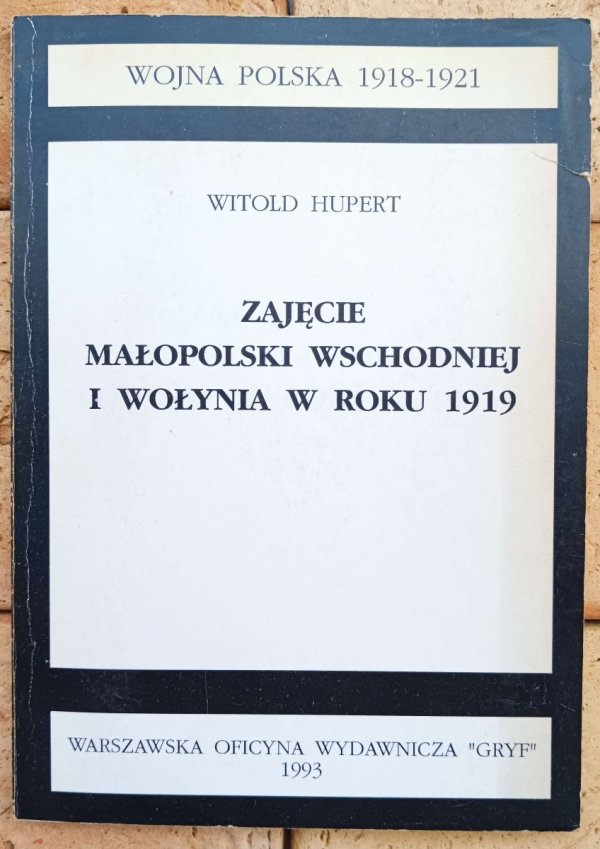 WOJNA POLSKA 1918-1921
WITOLD HUPERT
ZAJĘCIE
MAŁOPOLSKI WSCHODNIEJ
I WOŁYNIA W ROKU 1919
WARSZAWSKA OFICYNA WYDAWNICZA "GRYF"
1993